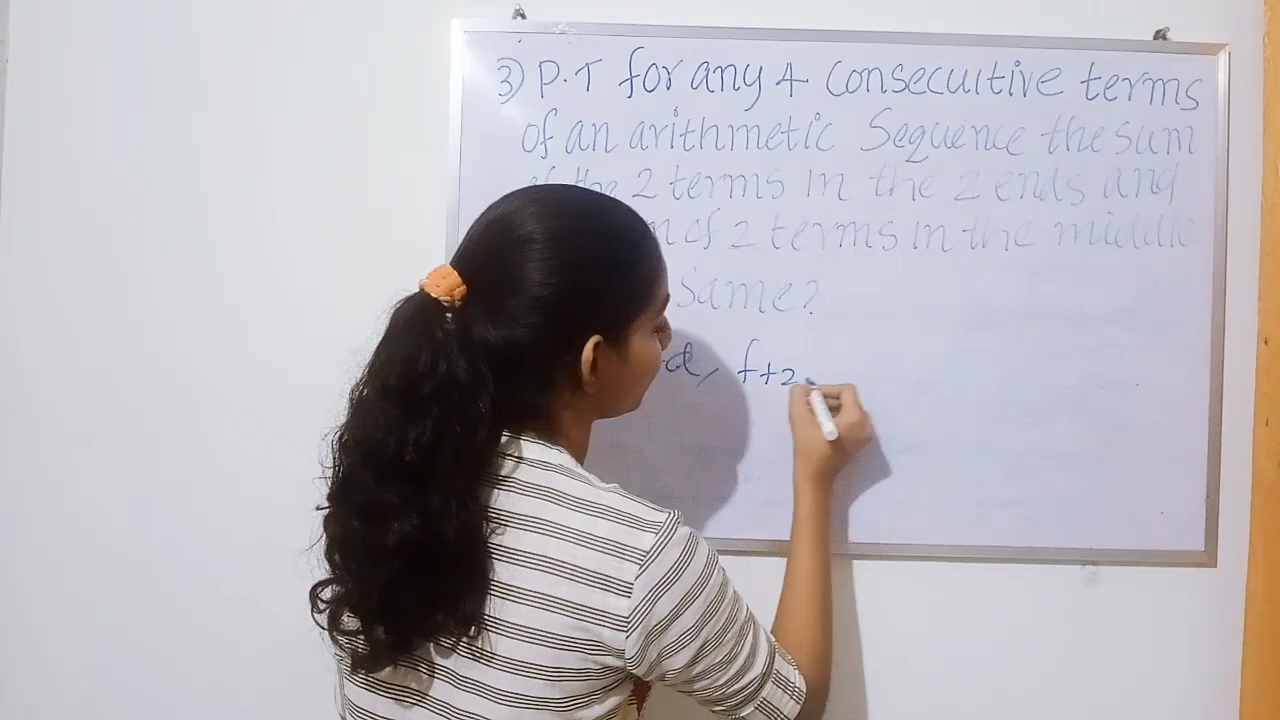 3) P.T for any 4 Consecuitive terms
of an arithmetic Sequence the sum
of the 2 terms in the 2 ends and
of 2 terms in the middle
Same?
d, f+2